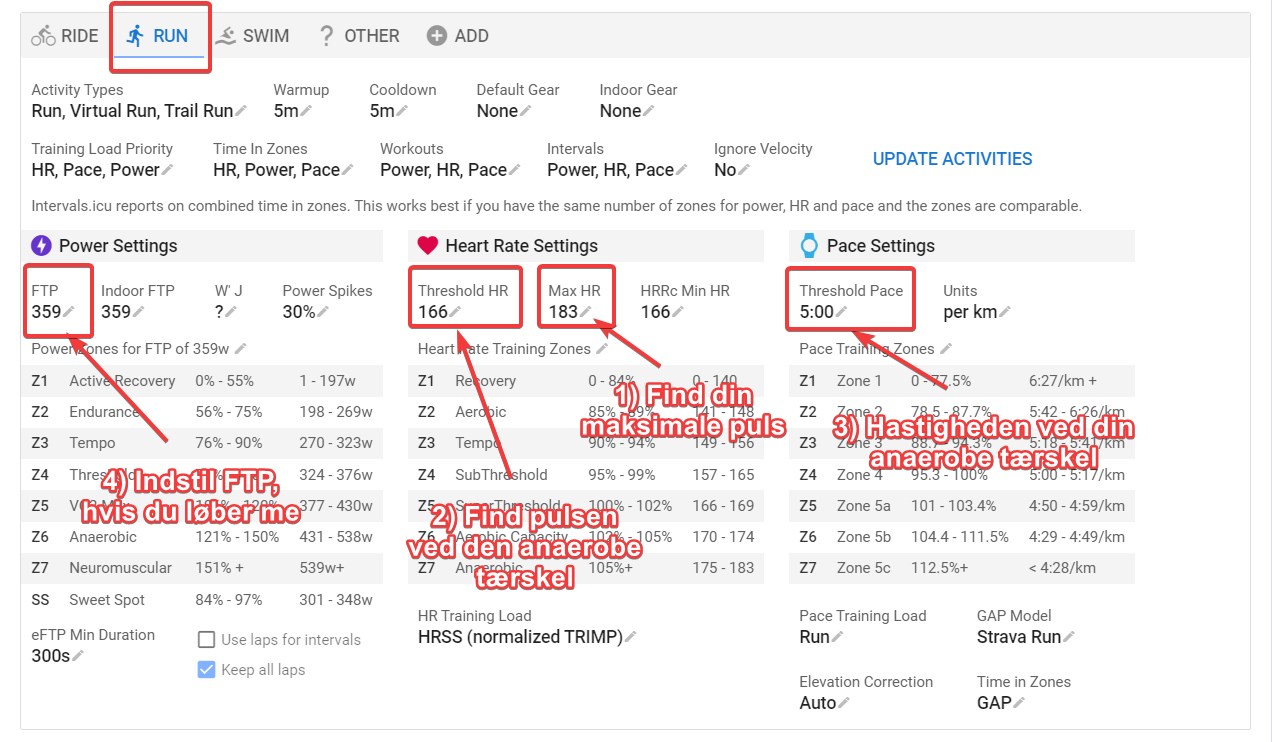 RIDE RUN SWIM ? OTHER ADD
Activity Types Warmup Cooldown Default Gear Indoor Gear
Run, Virtual Run, Trail Run 5m 5m None None
Training Load Priority Time In Zones Workouts Intervals Ignore Velocity
HR, Pace, Power HR, Power, Pace Power, HR, Pace Power, HR, Pace No UPDATE ACTIVITIES
Intervals.icu reports on combined time in zones. This works best if you have the same number of zones for power, HR and pace and the zones are comparable.
Power Settings
FTP Indoor FTP W' J Power Spikes
359 359 ? 30%
Power Zones for FTP of 359w
Z1 Active Recovery 0% - 55% 1 - 197w
Z2 Endurance 56% - 75% 198 - 269w
Z3 Tempo 76% - 90% 270 - 323w
Z4 324 - 376w
Z5 377 - 430w
Z6 Anaerobic 121% - 150% 431 - 538w
Z7 Neuromuscular 151% + 539w+
SS Sweet Spot 84% - 97% 301 - 348w
4) Indstil FTP,
hvis du løber me
eFTP Min Duration
300s
Use laps for intervals
Keep all laps
Heart Rate Settings
Threshold HR Max HR HRRc Min HR
166 183 166
Heart Rate Training Zones
Z1 Recovery 0 - 84% 0 - 140
Z2 Aerobic 85% - 89% 141 - 148
Z3 Tempo 90% - 94% 149 - 156
Z4 SubThreshold 95% - 99% 157 - 165
Z5 SuperThreshold 100% - 102% 166 - 169
Z6 Aerobic Capacity 103% - 105% 170 - 174
Z7 Anaerobic 105%+ 175 - 183
1) Find din
maksimale puls
2) Find pulsen
ved den anaerobe
tærskel
HR Training Load
HRSS (normalized TRIMP)
Pace Settings
Threshold Pace Units
5:00 per km
Pace Training Zones
Z1 Zone 1 0 - 77.5% 6:27/km +
Z2 Zone 2 78.5 - 87.7% 5:42 - 6:26/km
Z3 Zone 3 88.7 - 94.3% 5:18 - 5:41/km
Z4 Zone 4 95.3 - 100% 5:00 - 5:17/km
Z5 Zone 5a 101 - 103.4% 4:50 - 4:59/km
Z6 Zone 5b 104.4 - 111.5% 4:29 - 4:49/km
Z7 Zone 5c 112.5%+ < 4:28/km
3) Hastigheden ved din
anaerobe tærskel
Pace Training Load GAP Model
Run Strava Run
Elevation Correction Time in Zones
Auto GAP